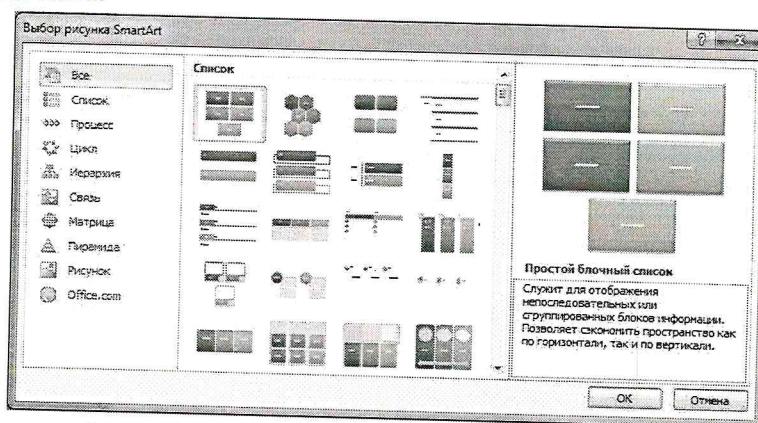 Выбор рисунка SmartArt
Все
Список
Процесс
Цикл
Иерархия
Связь
Матрица
Пирамида
Рисунок
Office.com
Список
Простой блочный список
Служит для отображения
непоследовательных или
сгруппированных блоков информации.
Позволяет сэкономить пространство как
по горизонтали, так и по вертикали.
ОК
Отмена